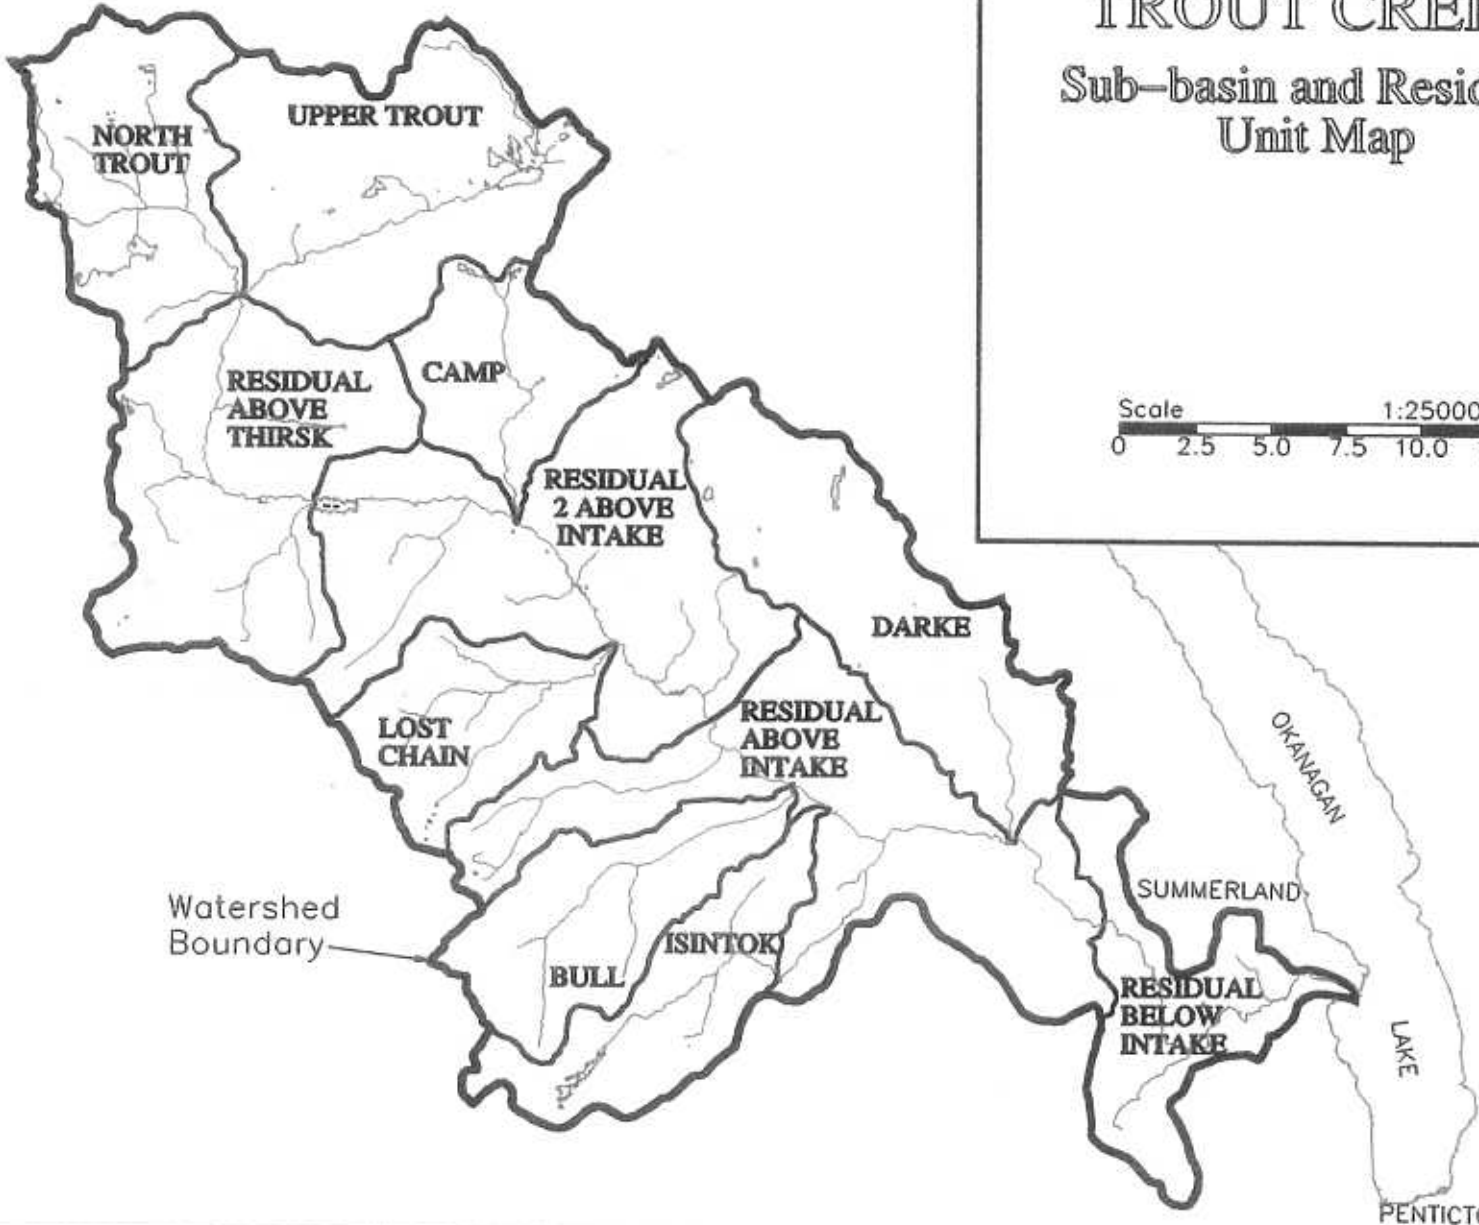 TROUT CREE
Sub-basin and Resid
Unit Map
Scale 1:25000
0 2.5 5.0 7.5 10.0
NORTH
TROUT
UPPER TROUT
CAMP
RESIDUAL
ABOVE
THIRSK
RESIDUAL
2 ABOVE
INTAKE
DARKE
LOST
CHAIN
RESIDUAL
ABOVE
INTAKE
OKANAGAN
LAKE
SUMMERLAND
Watershed
Boundary
ISINTOK
BULL
RESIDUAL
BELOW
INTAKE
PENTICT